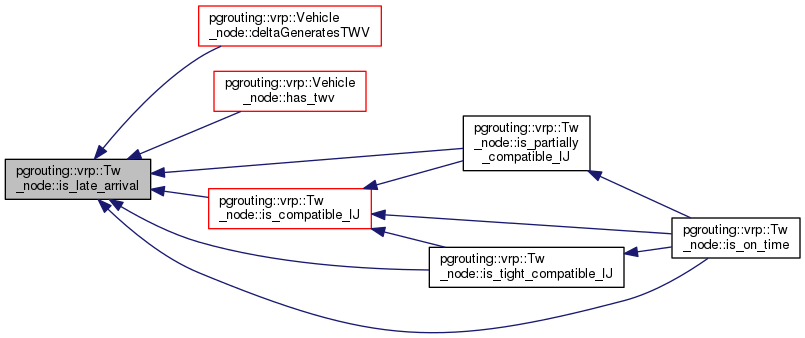 pgrouting::vrp::Vehicle
_node::deltaGeneratesTWV
pgrouting::vrp::Vehicle
_node::has_twv
pgrouting::vrp::Tw
_node::is_partially
_compatible_IJ
pgrouting::vrp::Tw
_node::is_late_arrival
pgrouting::vrp::Tw
_node::is_compatible_IJ
pgrouting::vrp::Tw
_node::is_on_time
pgrouting::vrp::Tw
_node::is_tight_compatible_IJ